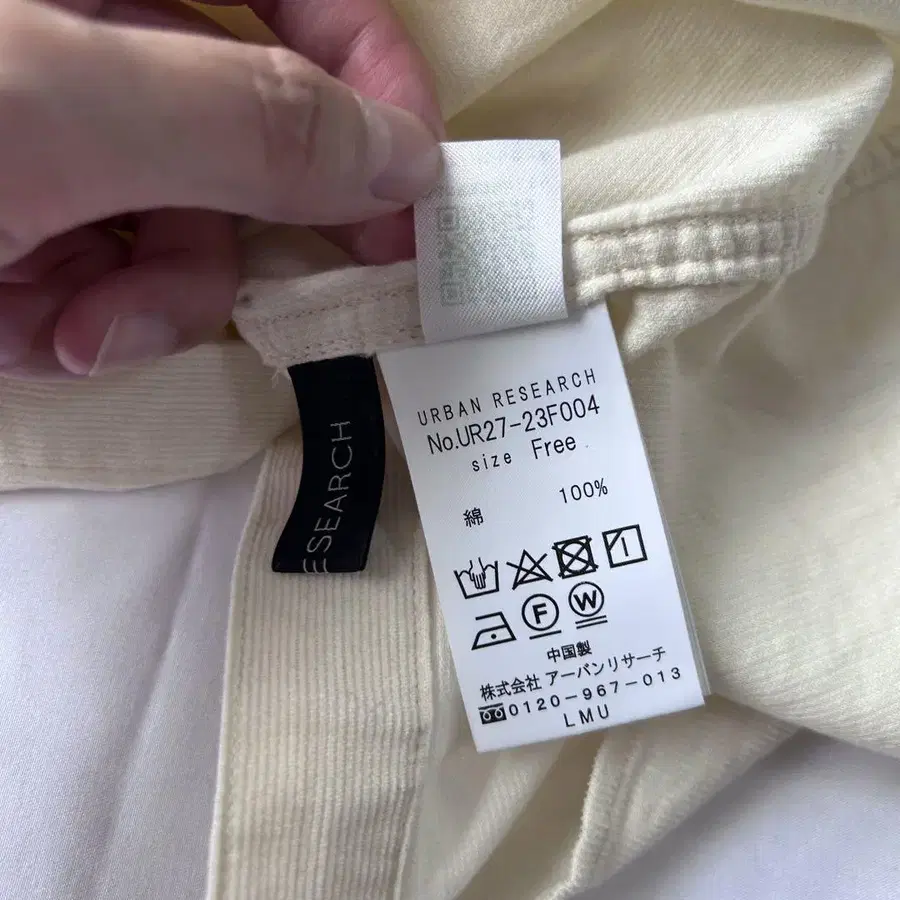 URBAN RESEARCH
No.UR27-23F004
size Free
綿 100%
F W
中国製
株式会社 アーバンリサーチ
0120-967-013
LMU
ESEARCH